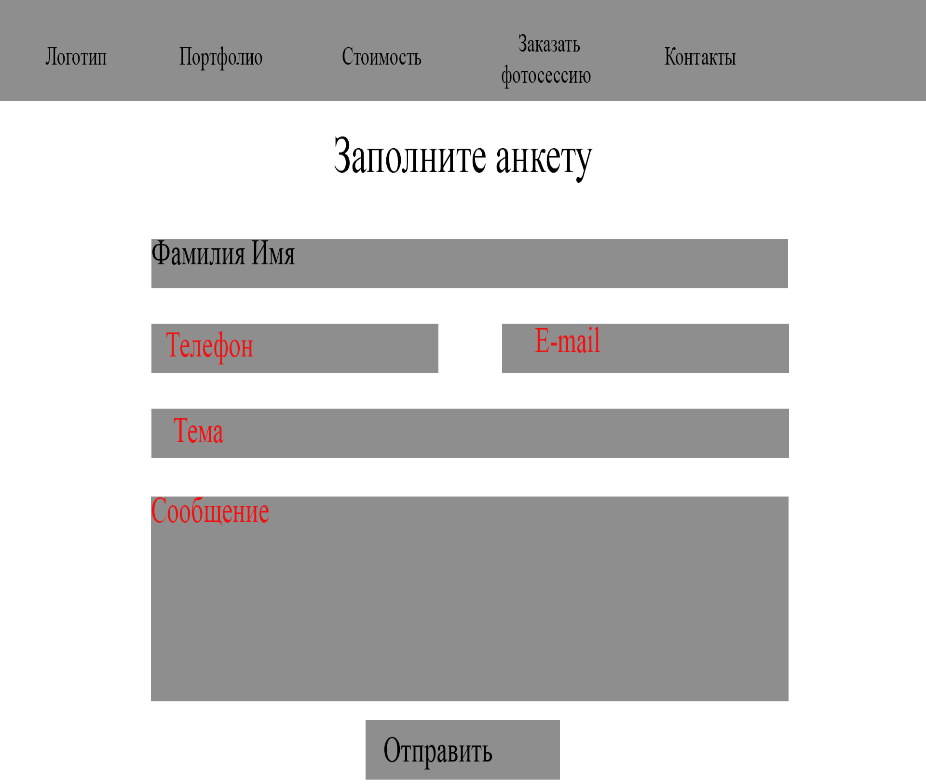 Логотип
Портфолио
Стоимость
Заказать
фотосессию
Контакты
Заполните анкету
Фамилия Имя
Телефон
E-mail
Тема
Сообщение
Отправить